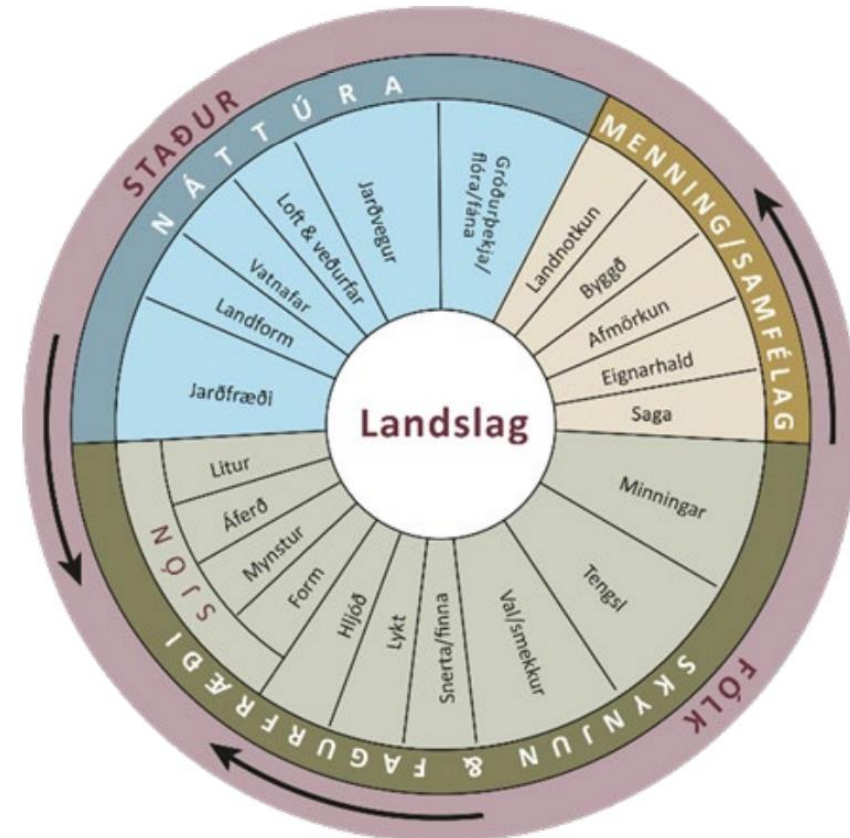 STAÐUR
NÁTTÚRA
Jarðfræði
Landform
Vatnafar
Loft & veðurfar
Jarðvegur
Gróðurþekja/
flóra/fána
MENNING/SAMFÉLAG
Landnotkun
Byggð
Afmörkun
Eignarhald
Saga
Landslag
FÓLK
SKYNJUN & FAGURFRÆÐI
Minningar
Tengsl
Val/smekkur
Snerta/finna
Lykt
Hljóð
SJÓN
Form
Mynstur
Áferð
Litur